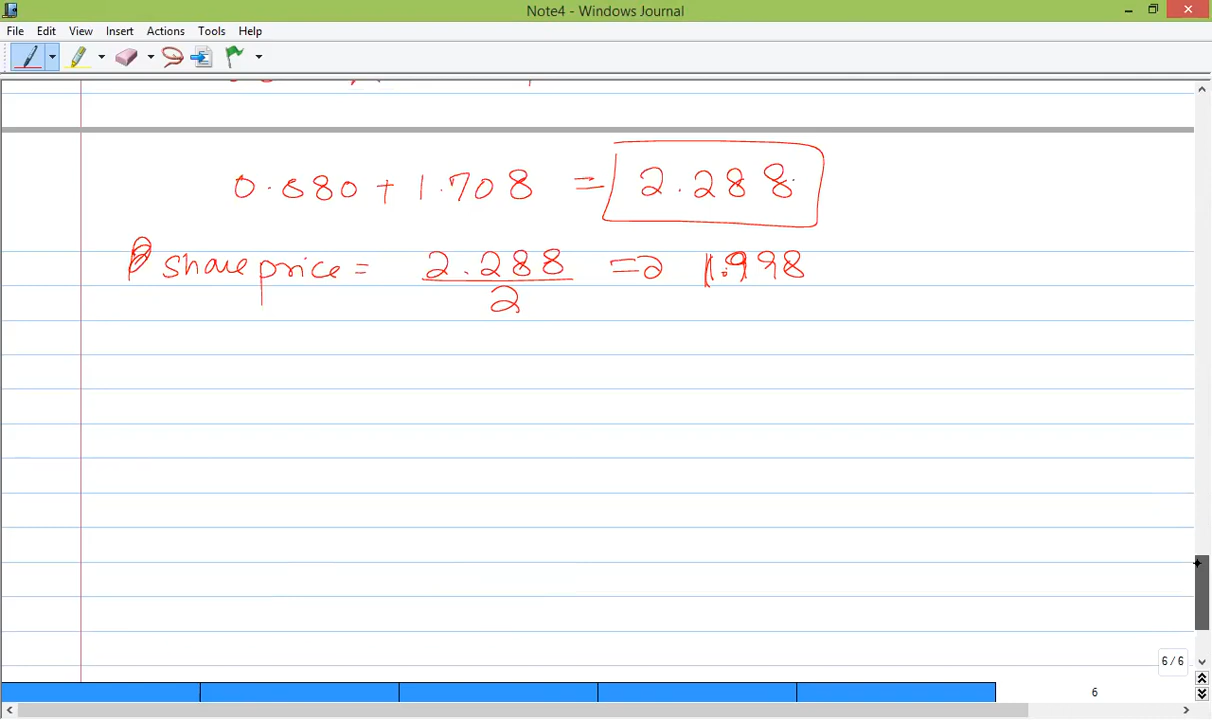 Note4 - Windows Journal
File Edit View Insert Actions Tools Help
0.680 + 1.708 = 2.288
share price = 2.288 / 2 => 1.998
6 / 6
6